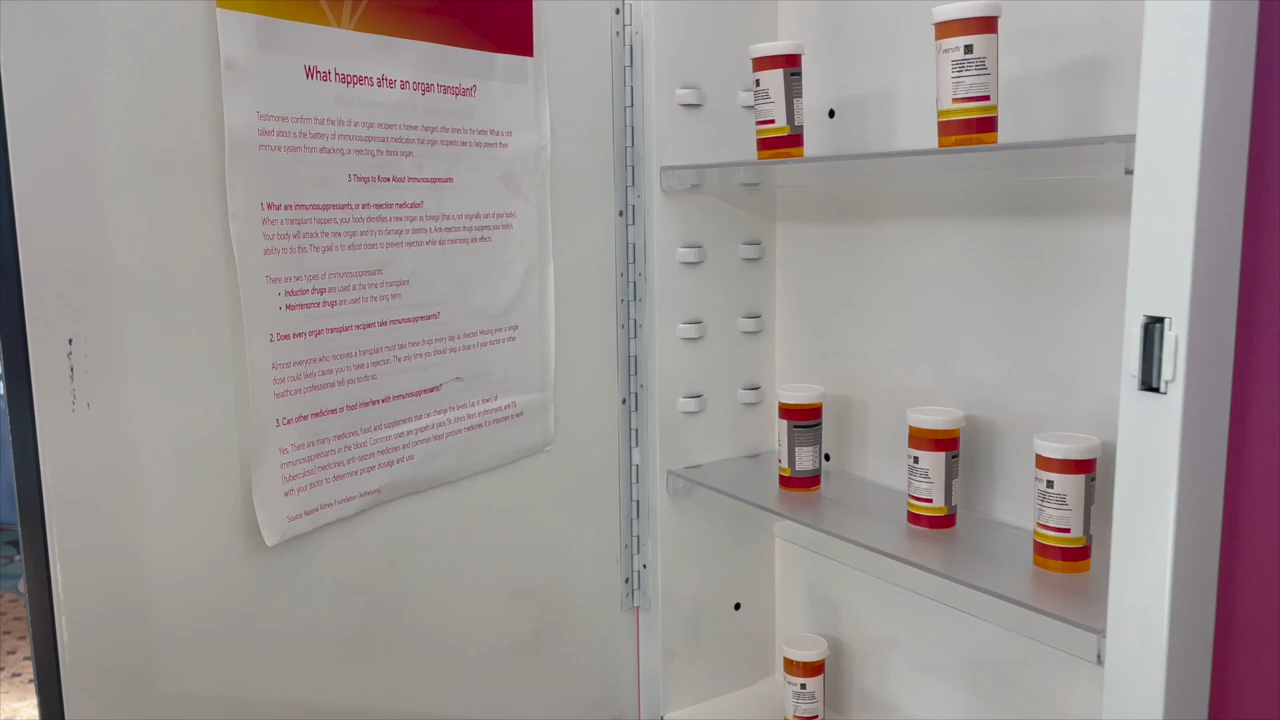 What happens after an organ transplant?
Testimonies confirm that the life of an organ recipient is forever changed, often times for the better. What is not
talked about is the battery of immunosuppressant medication that organ recipients take to help prevent their
immune system from attacking, or rejecting, the donor organ.
3 Things to Know About Immunosuppressants
1. What are immunosuppressants, or anti-rejection medication?
When a transplant happens, your body identifies a new organ as foreign (that is, not originally part of your body).
Your body will attack the new organ and try to damage or destroy it. Anti-rejection drugs suppress your body's
ability to do this. The goal is to adjust doses to prevent rejection while also minimizing side effects.
There are two types of immunosuppressants:
• Induction drugs are used at the time of transplant
• Maintenance drugs are used for the long term
2. Does every organ transplant recipient take immunosuppressants?
Almost everyone who receives a transplant must take these drugs every day as directed. Missing even a single
dose could likely cause you to have a rejection. The only time you should skip a dose is if your doctor or other
healthcare professional tell you to do so.
3. Can other medicines or food interfere with immunosuppressants?
Yes. There are many medicines, food, and supplements that can change the levels (up or down) of
immunosuppressants in the blood. Common ones are grapefruit juice, St. John's Wort, erythromycin, anti-TB
(tuberculosis) medicines, anti-seizure medicines and common blood pressure medicines. It is important to work
with your doctor to determine proper dosage and use.
Source: National Kidney Foundation (kidney.org)
versiti
versiti
versiti